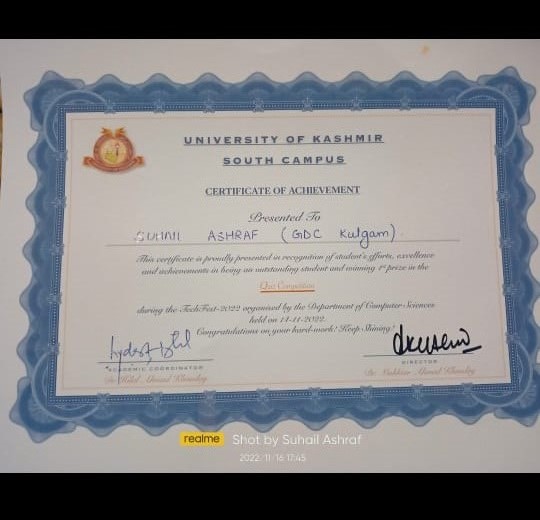 UNIVERSITY OF KASHMIR
SOUTH CAMPUS
CERTIFICATE OF ACHIEVEMENT
Presented To
SUHAIL ASHRAF (GDC Kulgam)
This certificate is proudly presented in recognition of student's efforts, excellence
and achievements in being an outstanding student and winning 1st prize in the
Quiz Competition
during the TechFest-2022 organised by the Department of Computer Sciences
held on 14-11-2022.
Congratulations on your hard-work! Keep Shining!
ACADEMIC COORDINATOR
Dr. Hilal Ahmad Khanday
DIRECTOR
Dr. Ahmad Khanday
realme Shot by Suhail Ashraf
2022/11/16 17:45